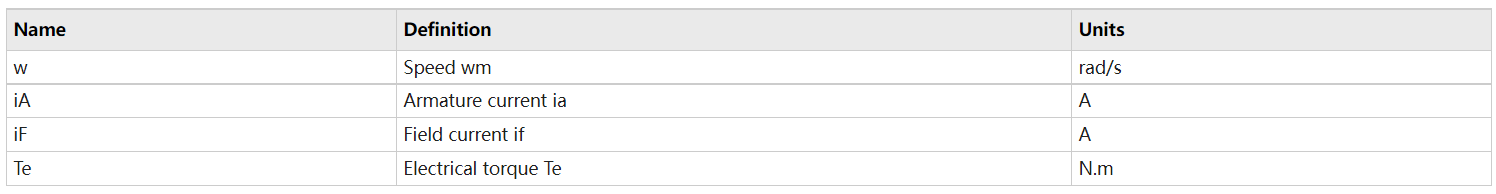 Name Definition Units
w Speed wm rad/s
iA Armature current ia A
iF Field current if A
Te Electrical torque Te N.m